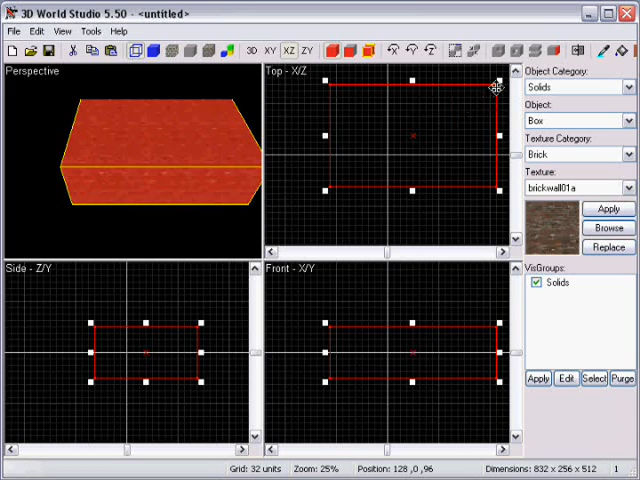 3D World Studio 5.50 - <untitled>
File Edit View Tools Help
3D XY XZ ZY
Perspective
Top - X/Z
Side - Z/Y
Front - X/Y
Object Category:
Solids
Object:
Box
Texture Category:
Brick
Texture:
brickwall01a
Apply
Browse
Replace
VisGroups:
Solids
Apply Edit Select Purge
Grid: 32 units Zoom: 25% Position: 128 ,0 ,96 Dimensions: 832 x 256 x 512 1